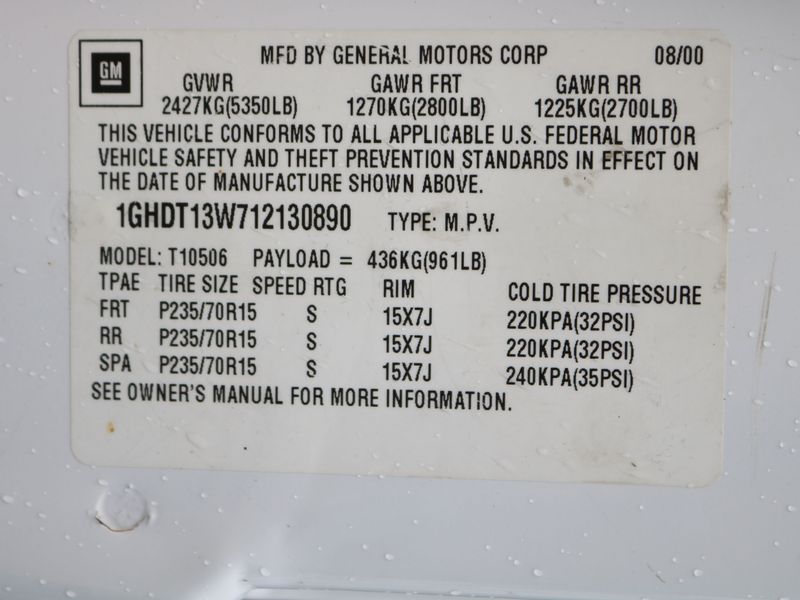 GM
MFD BY GENERAL MOTORS CORP 08/00
GVWR GAWR FRT GAWR RR
2427KG(5350LB) 1270KG(2800LB) 1225KG(2700LB)
THIS VEHICLE CONFORMS TO ALL APPLICABLE U.S. FEDERAL MOTOR
VEHICLE SAFETY AND THEFT PREVENTION STANDARDS IN EFFECT ON
THE DATE OF MANUFACTURE SHOWN ABOVE.
1GHDT13W712130890 TYPE: M.P.V.
MODEL: T10506 PAYLOAD = 436KG(961LB)
TPAE TIRE SIZE SPEED RTG RIM COLD TIRE PRESSURE
FRT P235/70R15 S 15X7J 220KPA(32PSI)
RR P235/70R15 S 15X7J 220KPA(32PSI)
SPA P235/70R15 S 15X7J 240KPA(35PSI)
SEE OWNER'S MANUAL FOR MORE INFORMATION.